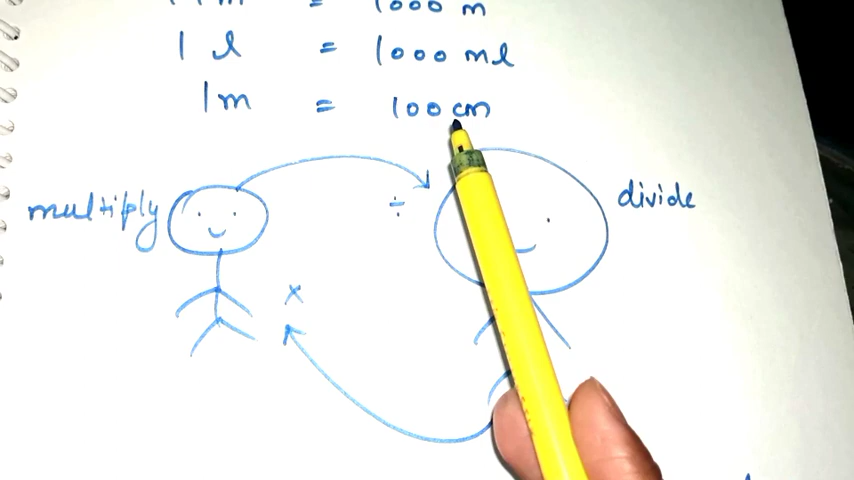 = 1000 m
1 l = 1000 ml
1m = 100 cm
multiply ÷ divide
x